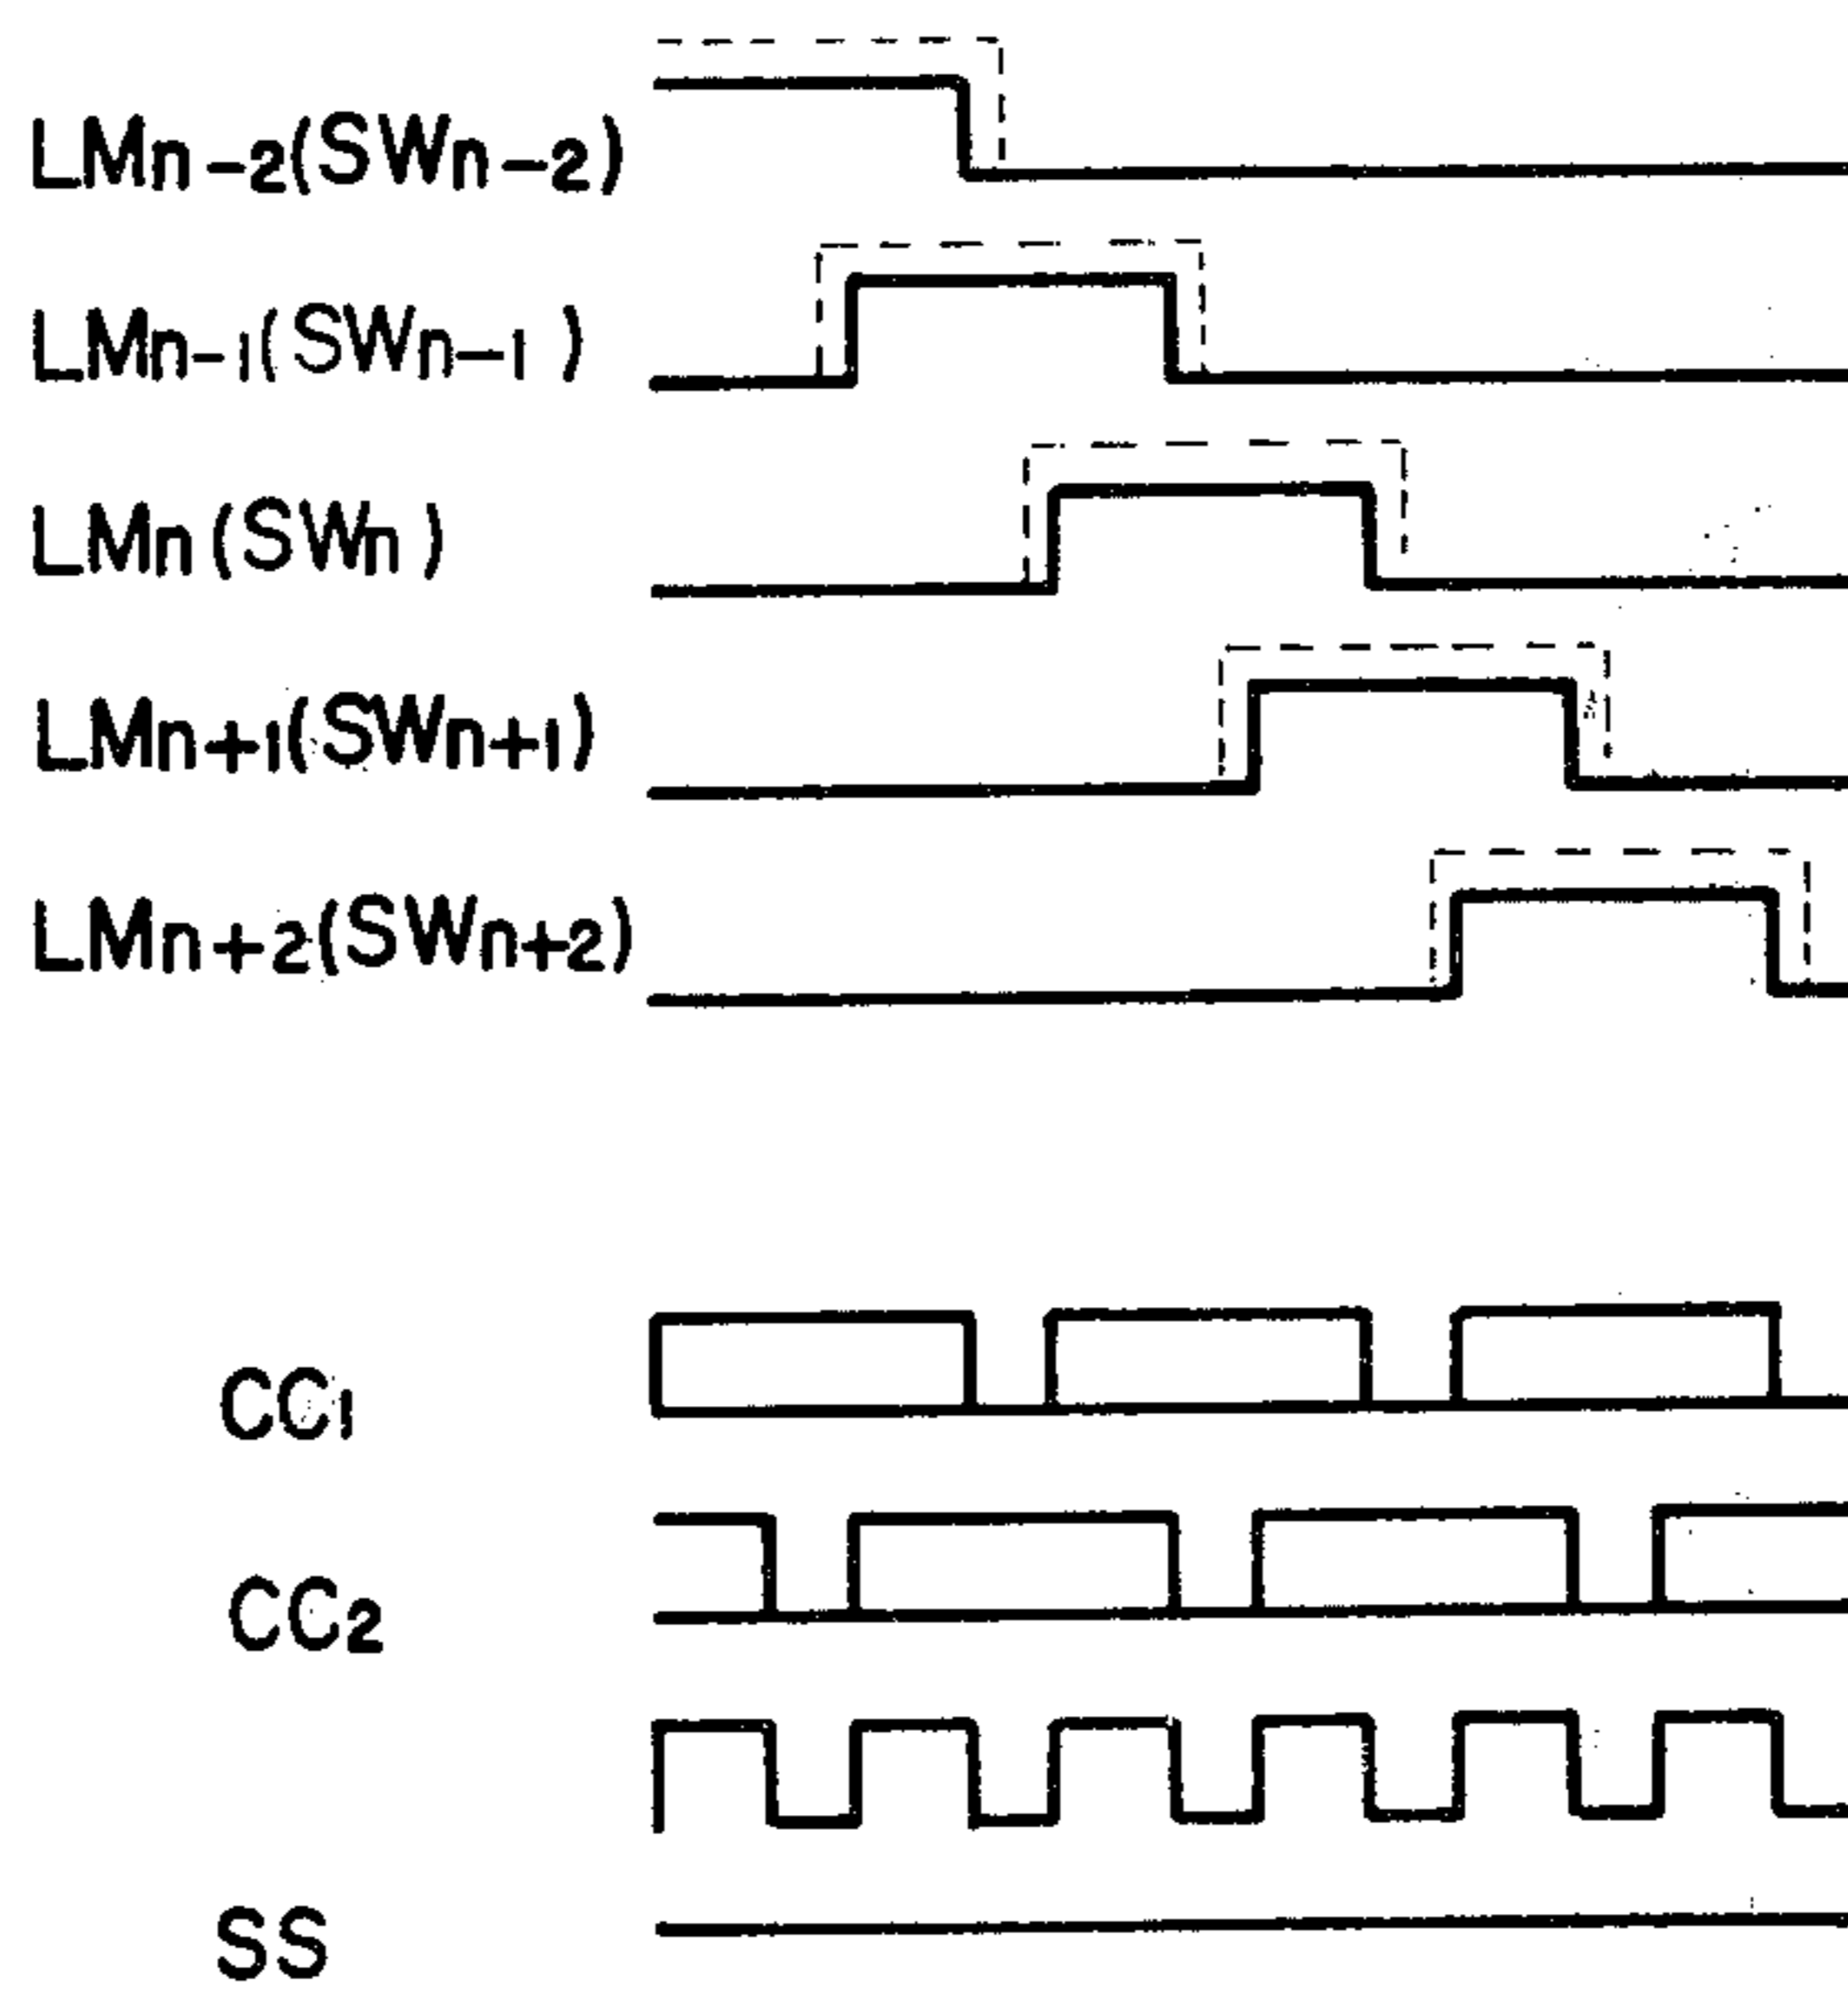 LMn-2(SWn-2)
LMn-1(SWn-1)
LMn(SWn)
LMn+1(SWn+1)
LMn+2(SWn+2)
CC1
CC2
SS